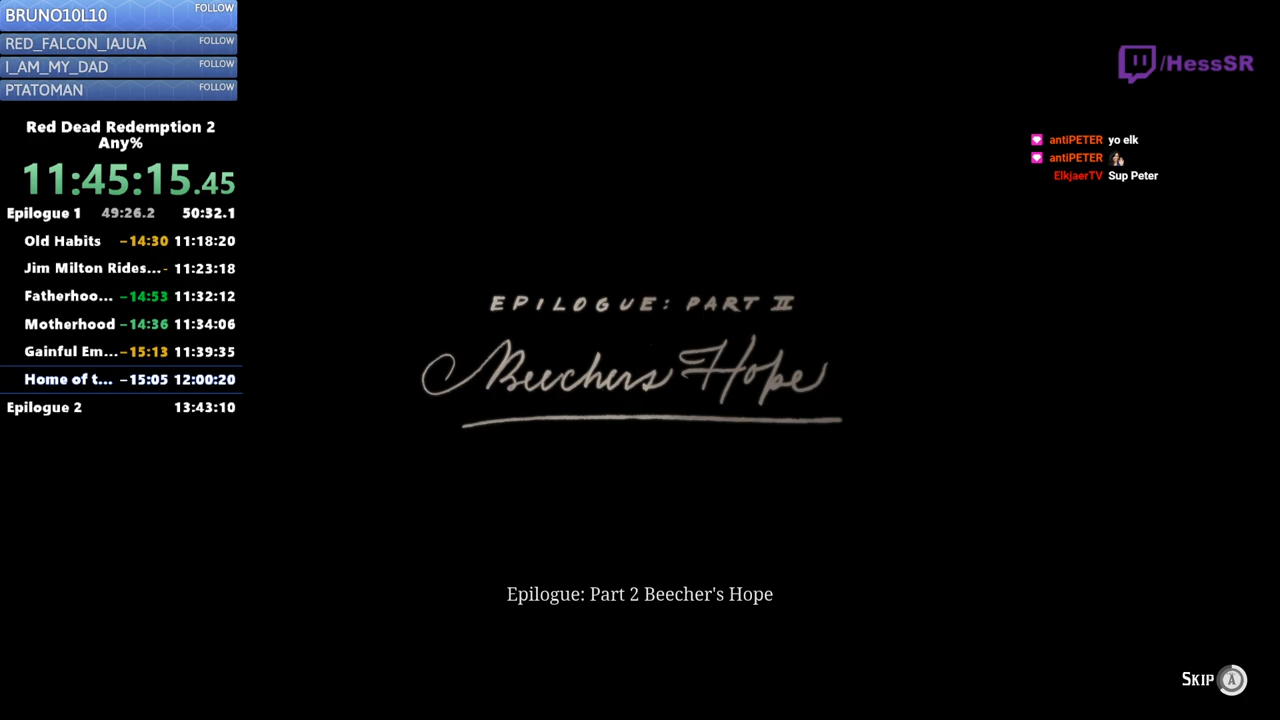 BRUNO10L10 FOLLOW
RED_FALCON_IAJUA FOLLOW
I_AM_MY_DAD FOLLOW
PTATOMAN FOLLOW
Red Dead Redemption 2
Any%
11:45:15.45
Epilogue 1 49:26.2 50:32.1
Old Habits -14:30 11:18:20
Jim Milton Rides... - 11:23:18
Fatherhoo... -14:53 11:32:12
Motherhood -14:36 11:34:06
Gainful Em... -15:13 11:39:35
Home of t... -15:05 12:00:20
Epilogue 2 13:43:10
/HessSR
antiPETER yo elk
antiPETER
ElkjaerTV Sup Peter
EPILOGUE: PART II
Beechers Hope
Epilogue: Part 2 Beecher's Hope
SKIP A